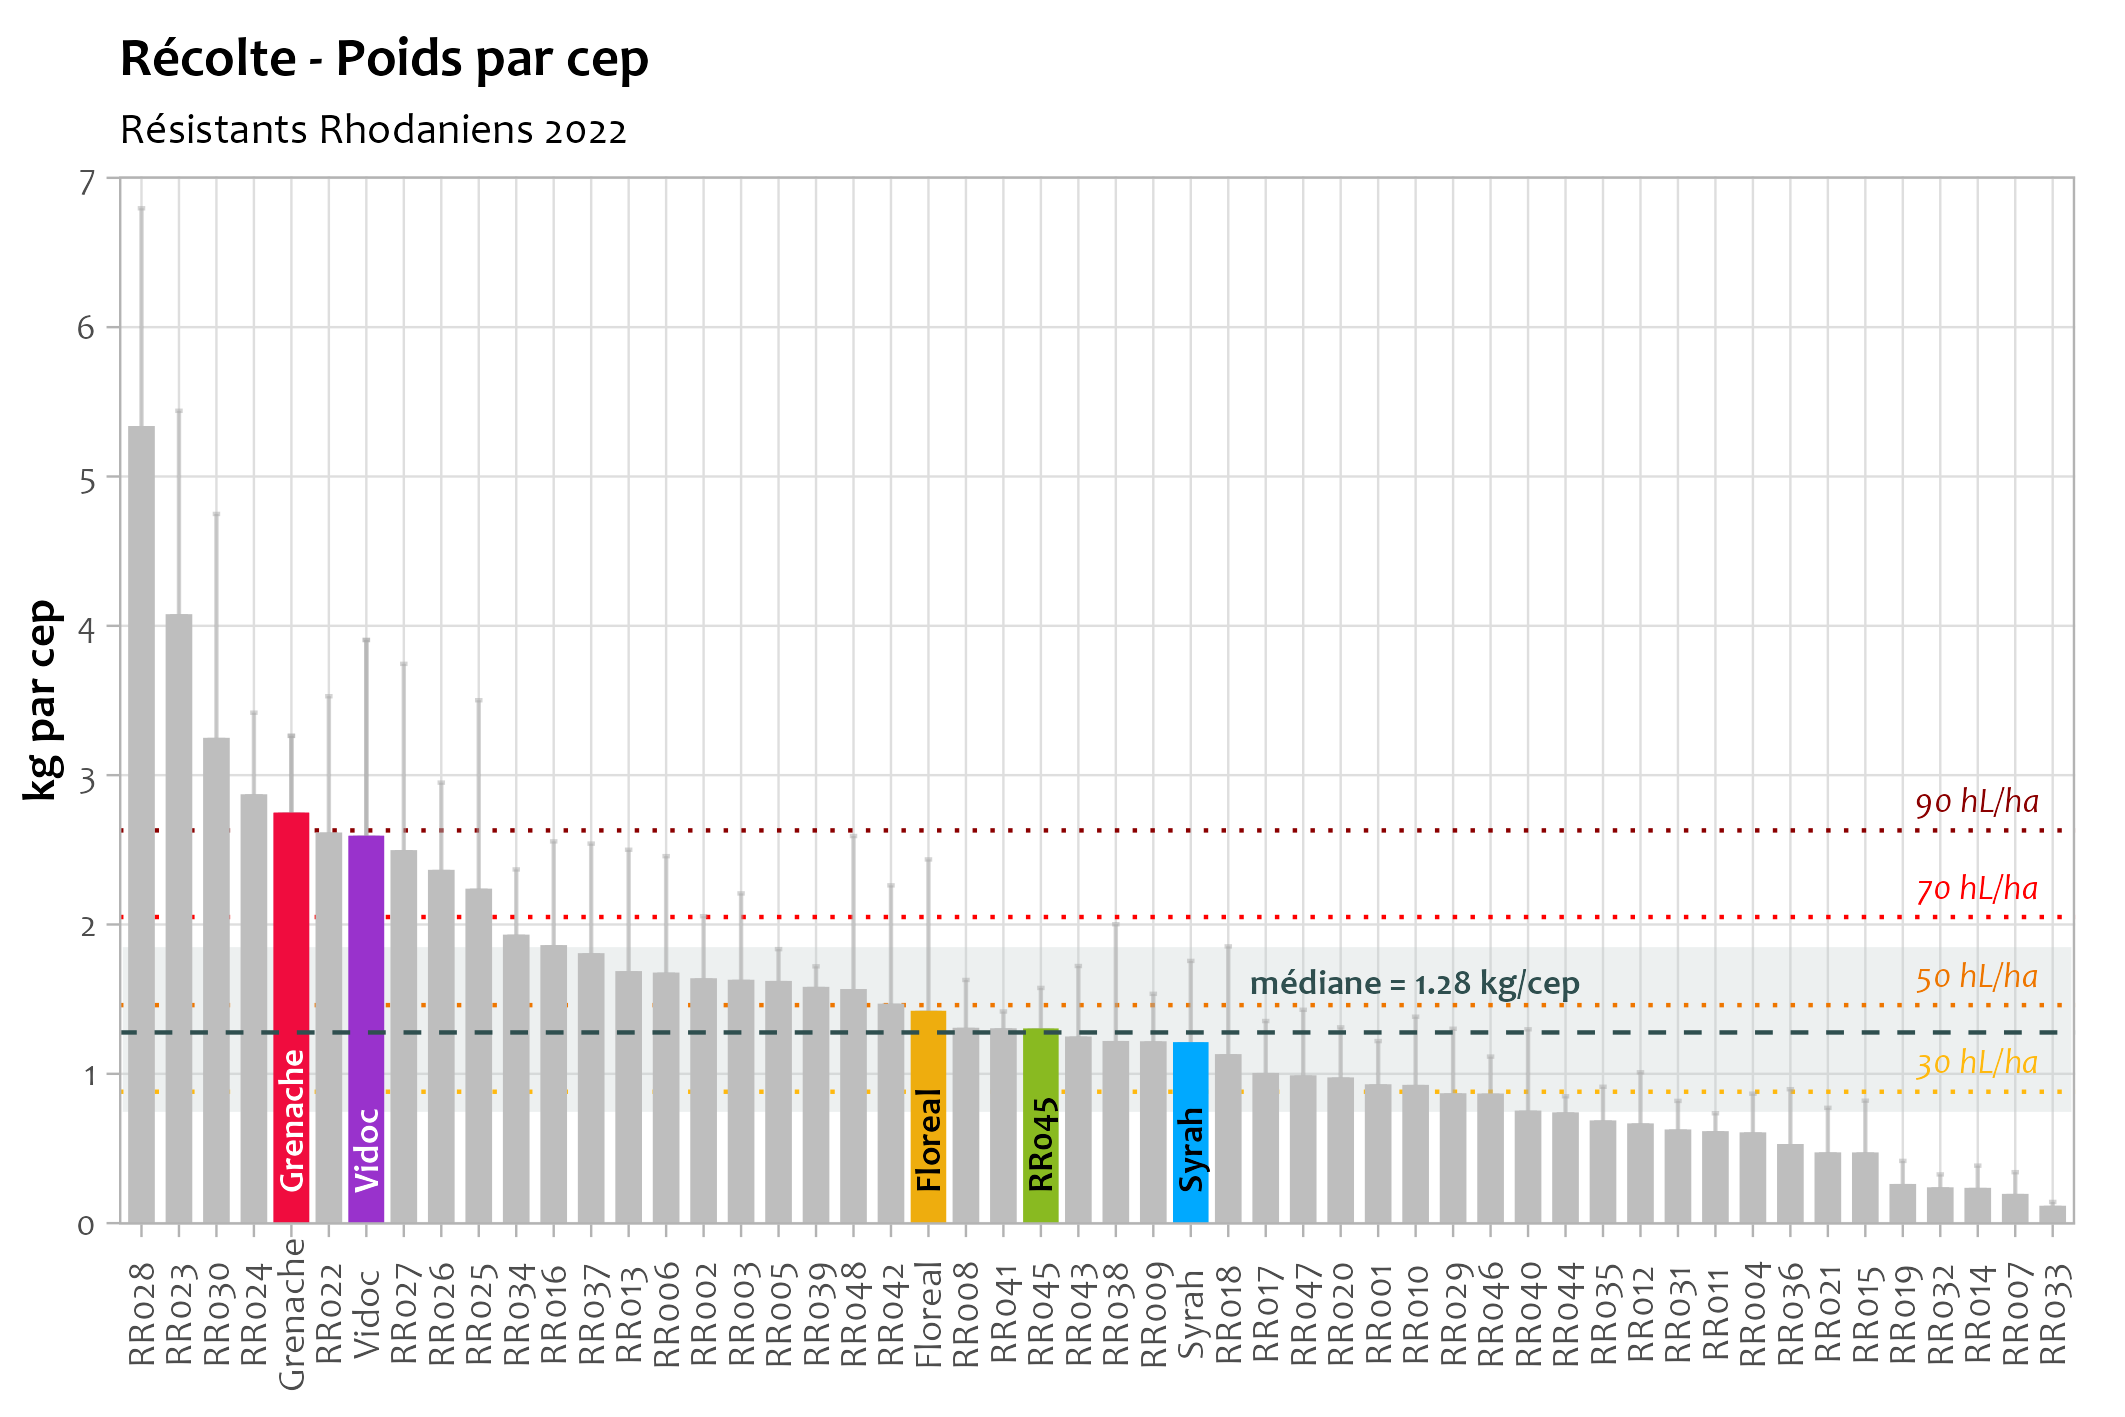 Récolte - Poids par cep
Résistants Rhodaniens 2022
kg par cep
7
6
5
4
3
2
1
0
90 hL/ha
70 hL/ha
50 hL/ha
30 hL/ha
médiane = 1.28 kg/cep
Grenache
Vidoc
Floreal
RR045
Syrah
RR028
RR023
RR030
RR024
Grenache
RR022
Vidoc
RR027
RR026
RR025
RR034
RR016
RR037
RR013
RR006
RR002
RR003
RR005
RR039
RR048
RR042
Floreal
RR008
RR041
RR045
RR043
RR038
RR009
Syrah
RR018
RR017
RR047
RR020
RR001
RR010
RR029
RR046
RR040
RR044
RR035
RR012
RR031
RR011
RR004
RR036
RR021
RR015
RR019
RR032
RR014
RR007
RR033